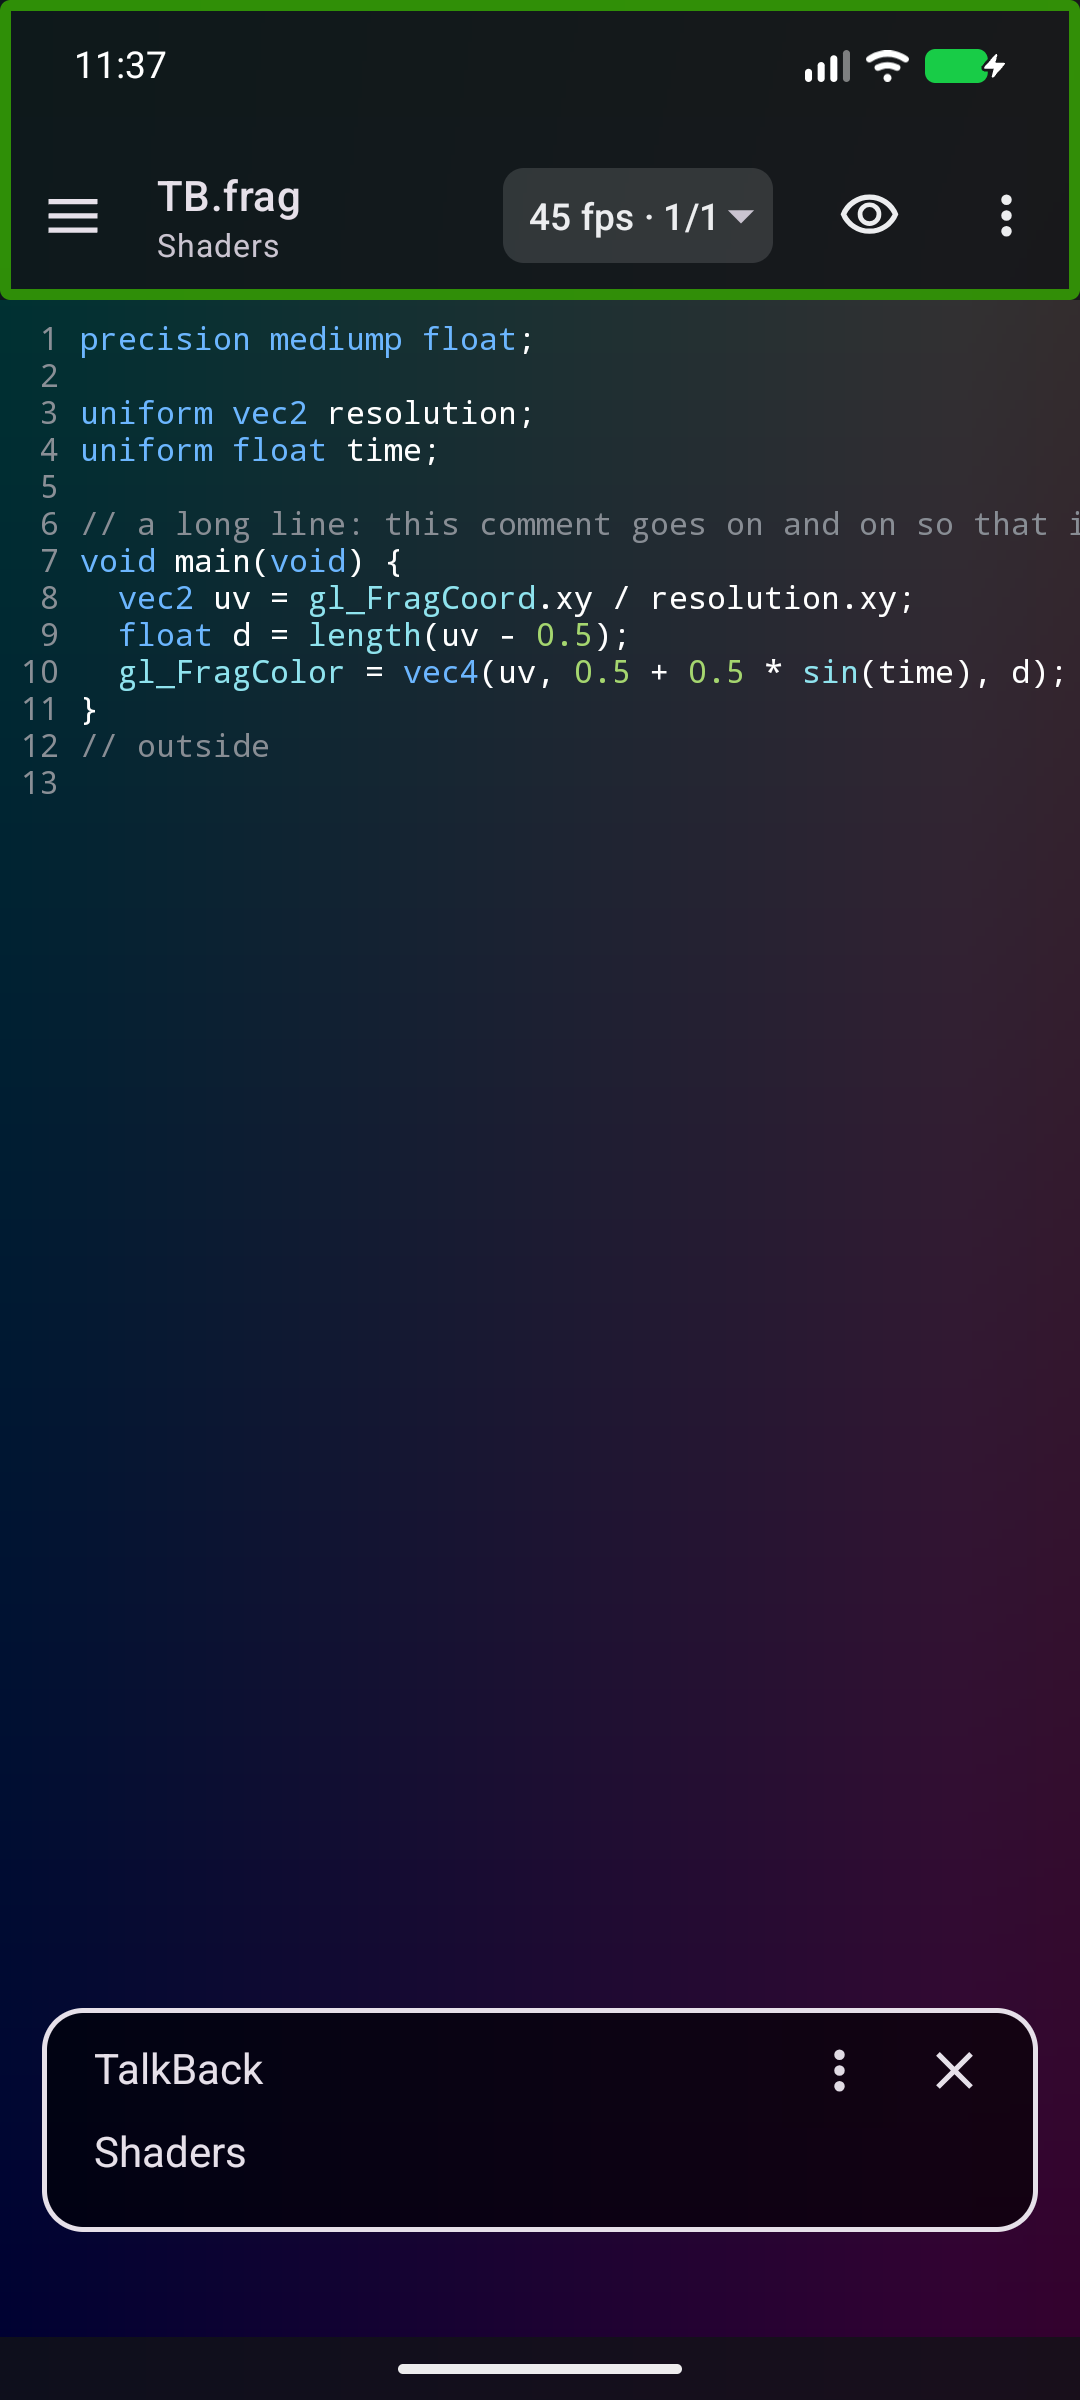 11:37
TB.frag
Shaders
45 fps · 1/1
1 precision mediump float;
2
3 uniform vec2 resolution;
4 uniform float time;
5
6 // a long line: this comment goes on and on so that i
7 void main(void) {
8   vec2 uv = gl_FragCoord.xy / resolution.xy;
9   float d = length(uv - 0.5);
10   gl_FragColor = vec4(uv, 0.5 + 0.5 * sin(time), d);
11 }
12 // outside
13
TalkBack
Shaders